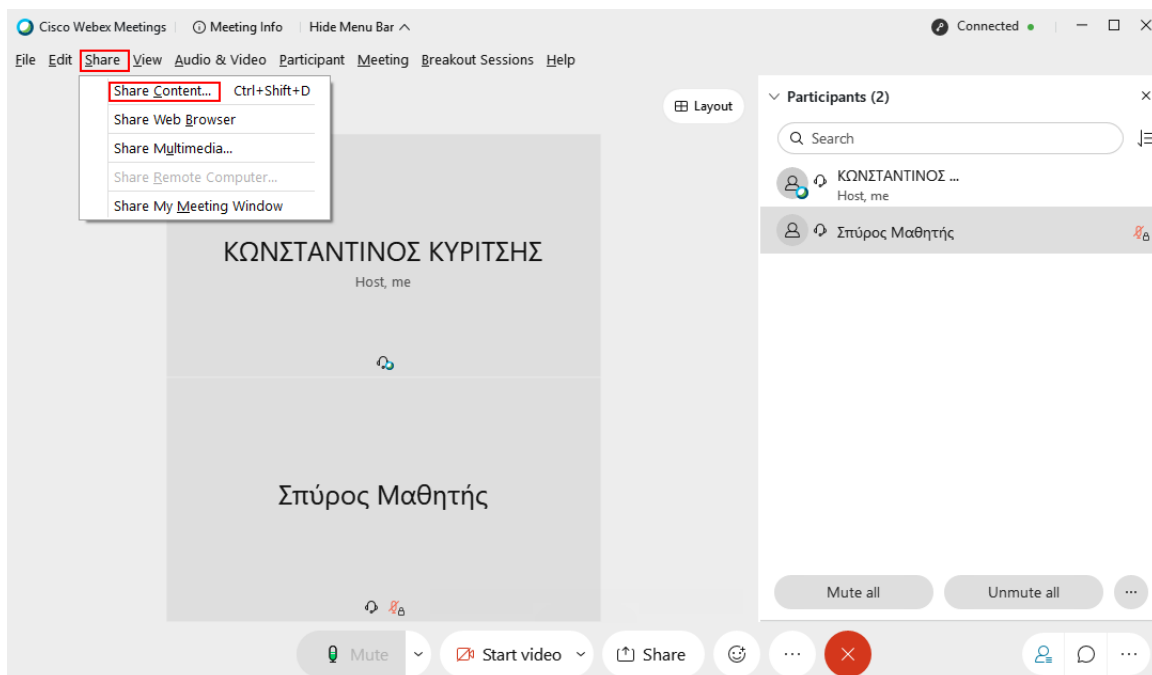 Cisco Webex Meetings Meeting Info Hide Menu Bar Connected
File Edit Share View Audio & Video Participant Meeting Breakout Sessions Help
Share Content... Ctrl+Shift+D
Share Web Browser
Share Multimedia...
Share Remote Computer...
Share My Meeting Window
Layout
ΚΩΝΣΤΑΝΤΙΝΟΣ ΚΥΡΙΤΣΗΣ
Host, me
Σπύρος Μαθητής
Participants (2)
Search
ΚΩΝΣΤΑΝΤΙΝΟΣ ...
Host, me
Σπύρος Μαθητής
Mute all Unmute all ...
Mute Start video Share ... ...